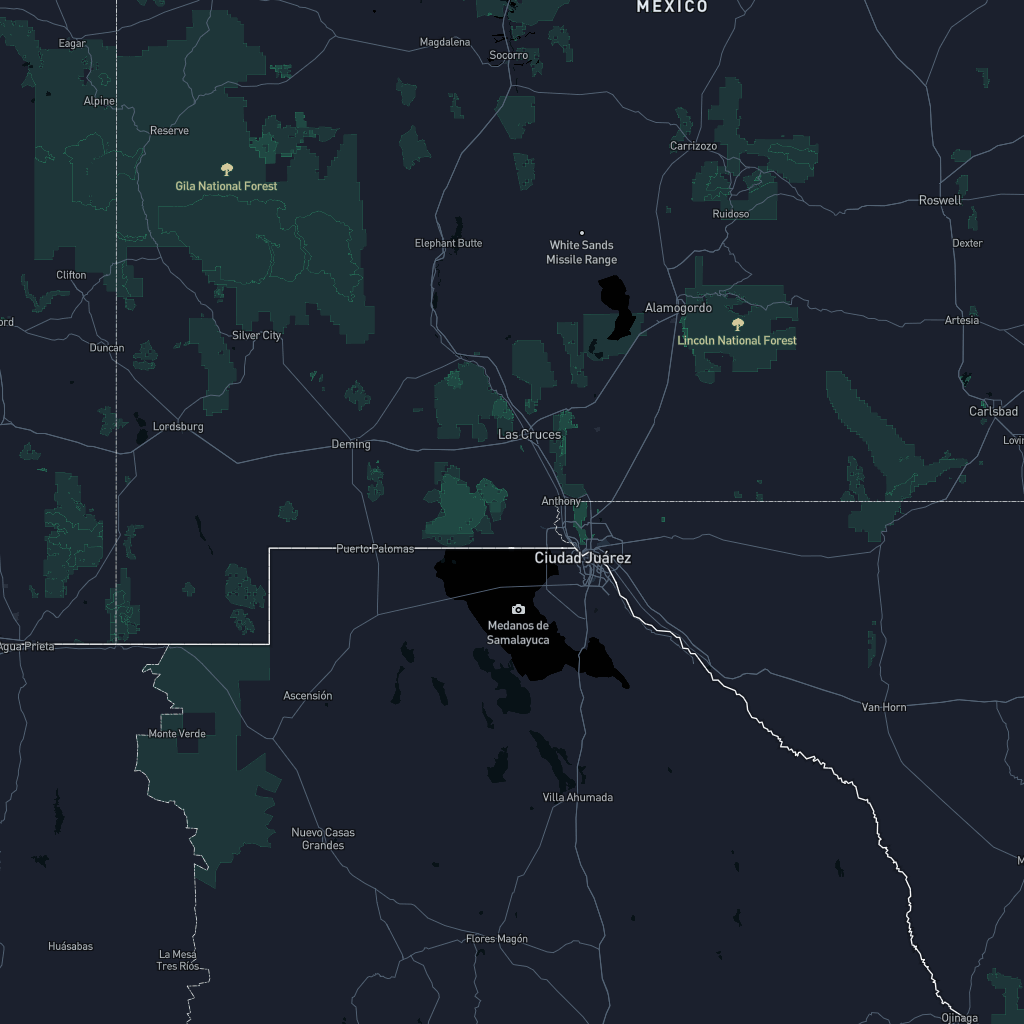 MEXICO
Eagar
Magdalena
Socorro
Alpine
Reserve
Carrizozo
Gila National Forest
Roswell
Ruidoso
Elephant Butte
White Sands
Missile Range
Dexter
Clifton
Alamogordo
ord
Artesia
Silver City
Lincoln National Forest
Duncan
Carlsbad
Lordsburg
Las Cruces
Deming
Lovin
Anthony
Puerto Palomas
Ciudad Juárez
Medanos de
Samalayuca
Agua Prieta
Ascensión
Van Horn
Monte Verde
Villa Ahumada
Nuevo Casas
Grandes
M
Flores Magón
Huásabas
La Mesa
Tres Ríos
Ojinaga